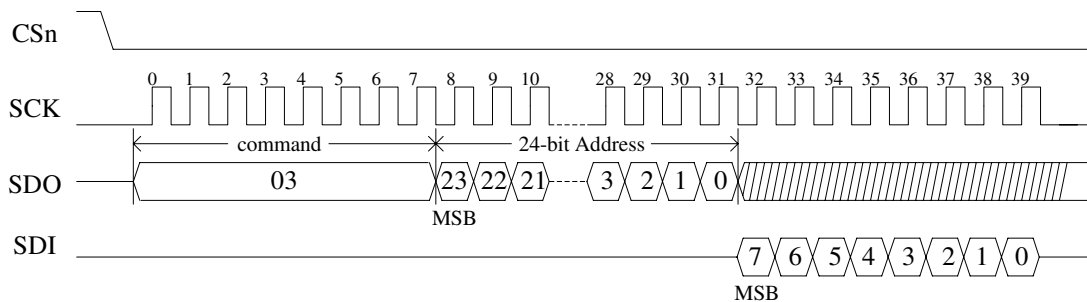 CSn
0 1 2 3 4 5 6 7 8 9 10 28 29 30 31 32 33 34 35 36 37 38 39
SCK
command 24-bit Address
SDO 03 23 22 21 3 2 1 0
MSB
SDI 7 6 5 4 3 2 1 0
MSB